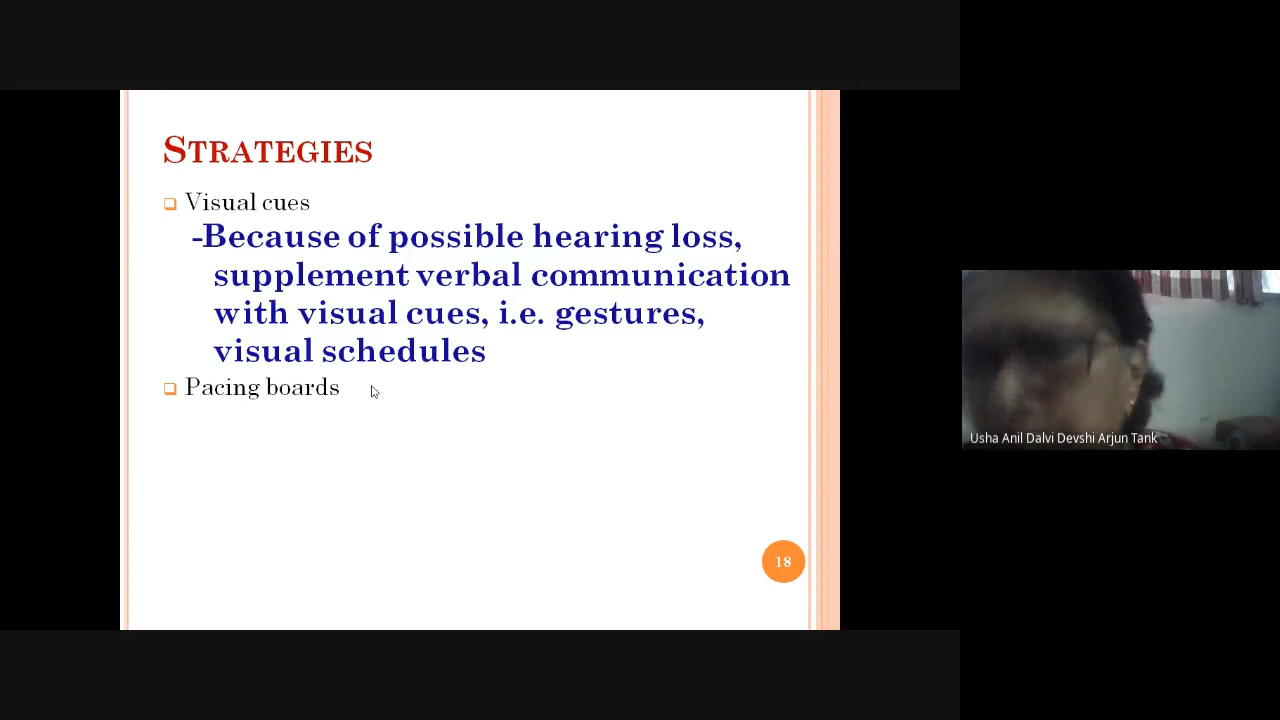 STRATEGIES
Visual cues
-Because of possible hearing loss,
supplement verbal communication
with visual cues, i.e. gestures,
visual schedules
Pacing boards
18
Usha Anil Dalvi Devshi Arjun Tank